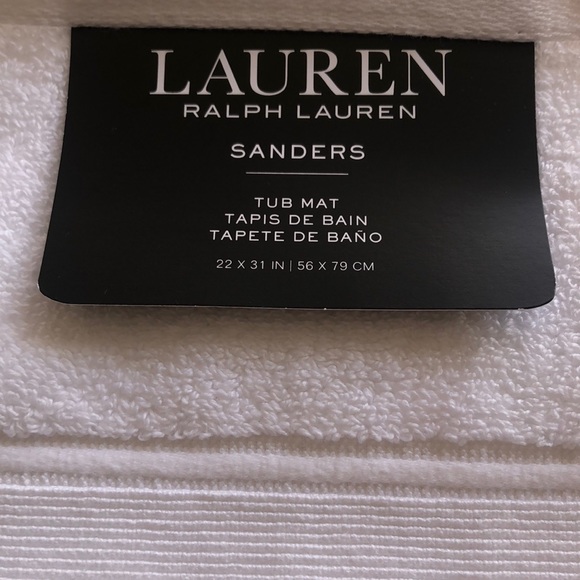 LAUREN
RALPH LAUREN
SANDERS
TUB MAT
TAPIS DE BAIN
TAPETE DE BAÑO
22 X 31 IN | 56 X 79 CM